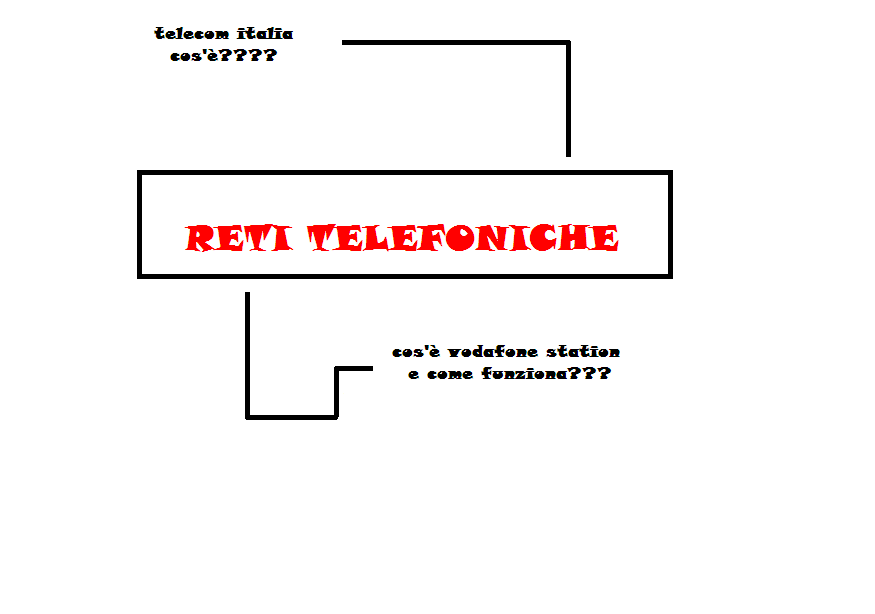 telecom italia
cos'è????
RETI TELEFONICHE
cos'è vodafone station
e come funziona???